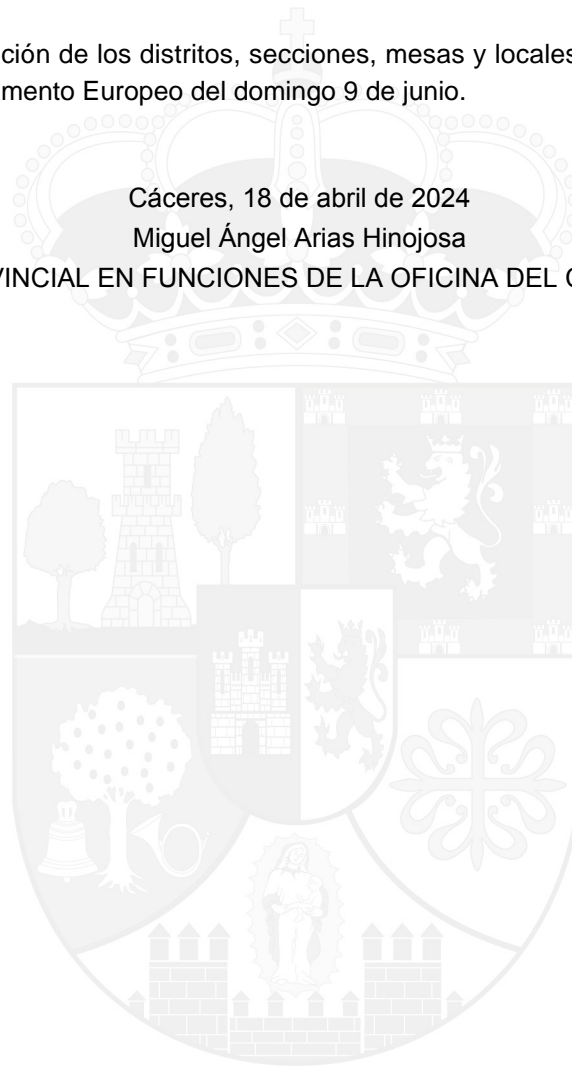 ción de los distritos, secciones, mesas y locales
mento Europeo del domingo 9 de junio.
Cáceres, 18 de abril de 2024
Miguel Ángel Arias Hinojosa
VINCIAL EN FUNCIONES DE LA OFICINA DEL